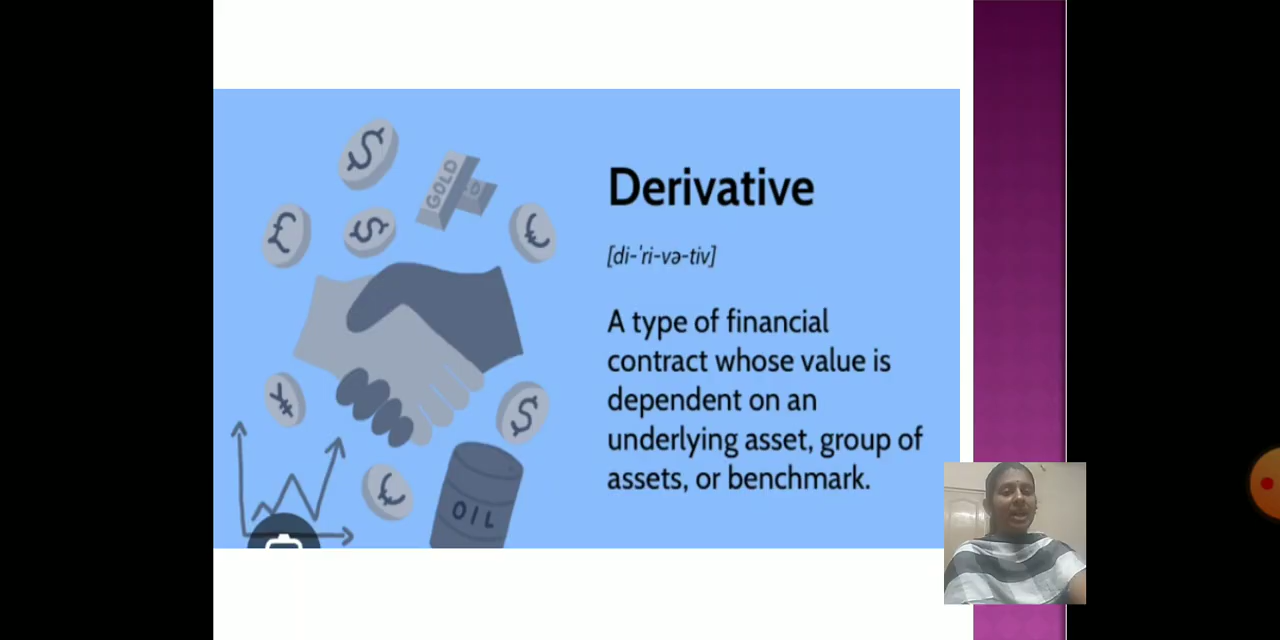 $
GOLD
£
$
€
Derivative
[di-ˈri-və-tiv]
A type of financial
contract whose value is
dependent on an
underlying asset, group of
assets, or benchmark.
¥
$
£
OIL